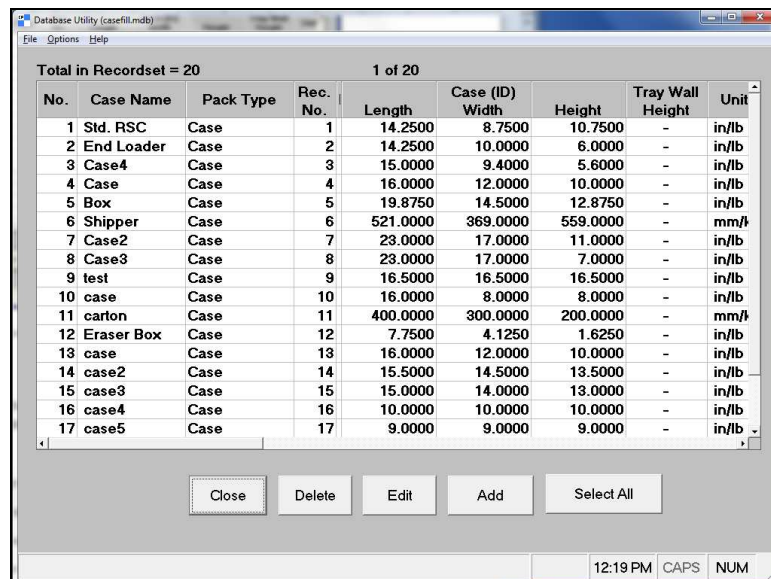 Database Utility (casefill.mdb)
File Options Help
Total in Recordset = 20 1 of 20
No. Case Name Pack Type Rec. No. Length Case (ID) Width Height Tray Wall Height Unit
1 Std. RSC Case 1 14.2500 8.7500 10.7500 - in/lb
2 End Loader Case 2 14.2500 10.0000 6.0000 - in/lb
3 Case4 Case 3 15.0000 9.4000 5.6000 - in/lb
4 Case Case 4 16.0000 12.0000 10.0000 - in/lb
5 Box Case 5 19.8750 14.5000 12.8750 - in/lb
6 Shipper Case 6 521.0000 369.0000 559.0000 - mm/k
7 Case2 Case 7 23.0000 17.0000 11.0000 - in/lb
8 Case3 Case 8 23.0000 17.0000 7.0000 - in/lb
9 test Case 9 16.5000 16.5000 16.5000 - in/lb
10 case Case 10 16.0000 8.0000 8.0000 - in/lb
11 carton Case 11 400.0000 300.0000 200.0000 - mm/k
12 Eraser Box Case 12 7.7500 4.1250 1.6250 - in/lb
13 case Case 13 16.0000 12.0000 10.0000 - in/lb
14 case2 Case 14 15.5000 14.5000 13.5000 - in/lb
15 case3 Case 15 15.0000 14.0000 13.0000 - in/lb
16 case4 Case 16 10.0000 10.0000 10.0000 - in/lb
17 case5 Case 17 9.0000 9.0000 9.0000 - in/lb
Close Delete Edit Add Select All
12:19 PM CAPS NUM